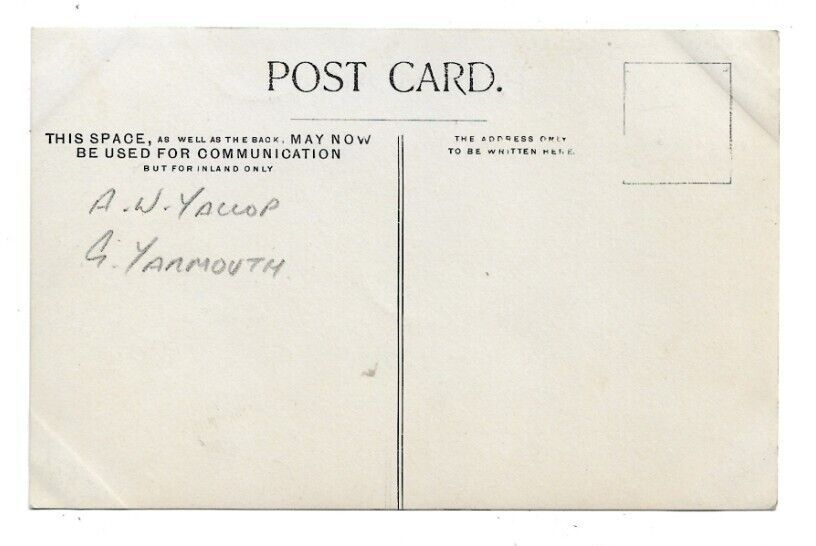 POST CARD.
THIS SPACE, AS WELL AS THE BACK, MAY NOW
BE USED FOR COMMUNICATION
BUT FOR INLAND ONLY
THE ADDRESS ONLY
TO BE WRITTEN HERE.
A. W. YALLOP
G. YARMOUTH